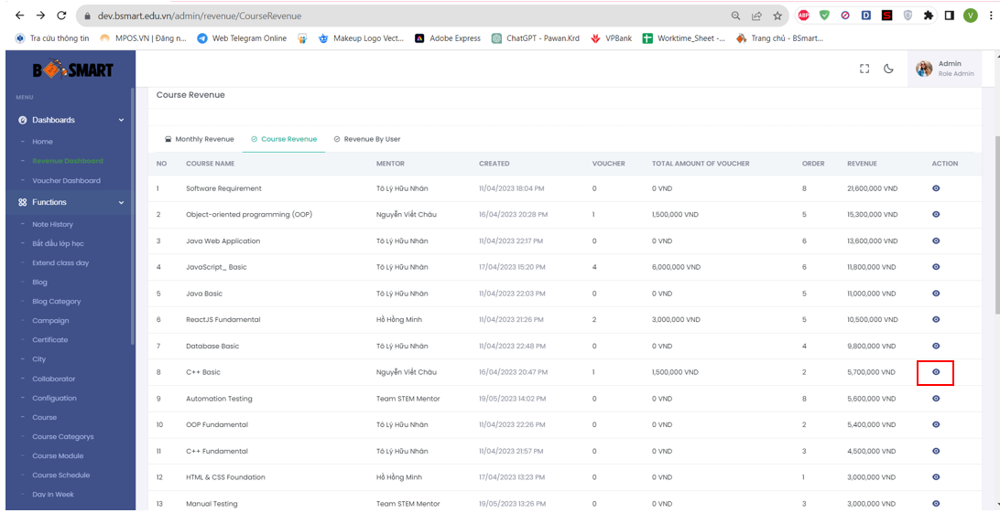 dev.bsmart.edu.vn/admin/revenue/CourseRevenue
ABP
D
S
V
Tra cứu thông tin
MPOS.VN | Đăng n...
Web Telegram Online
Makeup Logo Vect...
Adobe Express
ChatGPT - Pawan.Krd
VPBank
Worktime_Sheet -...
Trang chủ - BSmart...
B SMART
Admin
Role Admin
MENU
Dashboards
- Home
- Revenue Dashboard
- Voucher Dashboard
Functions
- Note History
- Bắt đầu lớp học
- Extend class day
- Blog
- Blog Category
- Campaign
- Certificate
- City
- Collaborator
- Configuation
- Course
- Course Categorys
- Course Module
- Course Schedule
- Day In Week
Course Revenue
Monthly Revenue Course Revenue Revenue By User
NO COURSE NAME MENTOR CREATED VOUCHER TOTAL AMOUNT OF VOUCHER ORDER REVENUE ACTION
1 Software Requirement Tô Lý Hữu Nhân 11/04/2023 18:04 PM 0 0 VND 8 21,600,000 VND
2 Object-oriented programming (OOP) Nguyễn Viết Châu 16/04/2023 20:28 PM 1 1,500,000 VND 5 15,300,000 VND
3 Java Web Application Tô Lý Hữu Nhân 11/04/2023 22:17 PM 0 0 VND 6 13,600,000 VND
4 JavaScript_ Basic Tô Lý Hữu Nhân 17/04/2023 15:20 PM 4 6,000,000 VND 6 11,800,000 VND
5 Java Basic Tô Lý Hữu Nhân 11/04/2023 22:03 PM 0 0 VND 5 11,000,000 VND
6 ReactJS Fundamental Hồ Hồng Minh 11/04/2023 21:26 PM 2 3,000,000 VND 5 10,500,000 VND
7 Database Basic Tô Lý Hữu Nhân 11/04/2023 22:48 PM 0 0 VND 4 9,800,000 VND
8 C++ Basic Nguyễn Viết Châu 16/04/2023 20:47 PM 1 1,500,000 VND 2 5,700,000 VND
9 Automation Testing Team STEM Mentor 19/05/2023 14:02 PM 0 0 VND 8 5,600,000 VND
10 OOP Fundamental Tô Lý Hữu Nhân 11/04/2023 22:26 PM 0 0 VND 2 5,400,000 VND
11 C++ Fundamental Tô Lý Hữu Nhân 11/04/2023 21:57 PM 0 0 VND 3 4,500,000 VND
12 HTML & CSS Foundation Hồ Hồng Minh 17/04/2023 13:23 PM 0 0 VND 1 3,000,000 VND
13 Manual Testing Team STEM Mentor 19/05/2023 13:26 PM 0 0 VND 3 3,000,000 VND